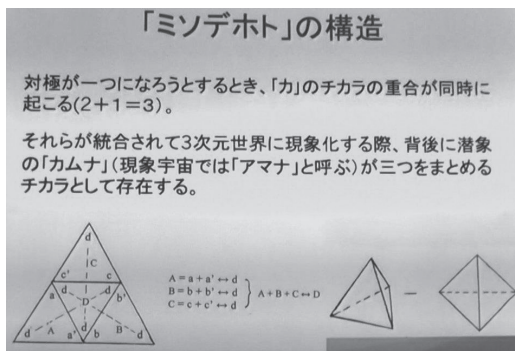 「ミソデホト」の構造
対極が一つになろうとするとき、「カ」のチカラの重合が同時に
起こる(2+1=3)。
それらが統合されて3次元世界に現象化する際、背後に潜象
の「カムナ」(現象宇宙では「アマナ」と呼ぶ)が三つをまとめる
チカラとして存在する。
d
C
c' c
d d
a D b'
A d B
d a' b d
A=a+a'↔d
B=b+b'↔d
C=c+c'↔d
A+B+C↔D